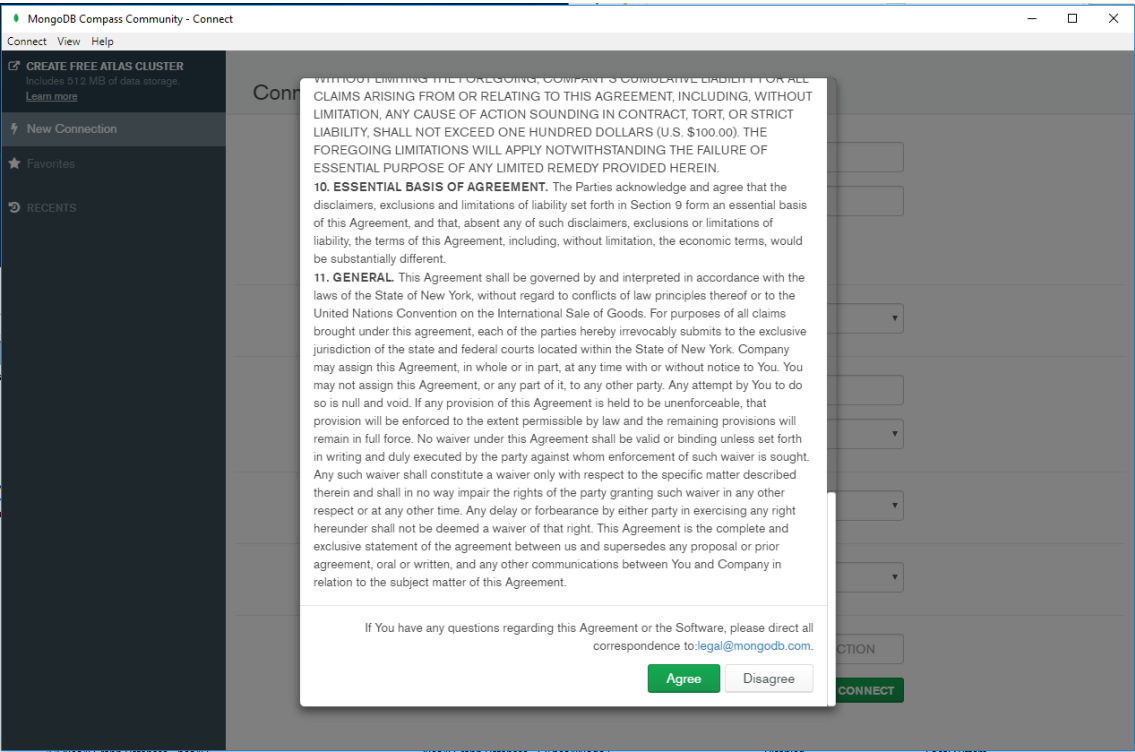 MongoDB Compass Community - Connect
Connect View Help
CREATE FREE ATLAS CLUSTER
Includes 512 MB of data storage.
Learn more
New Connection
Favorites
RECENTS
Conn
WITHOUT LIMITING THE FOREGOING, COMPANY'S CUMULATIVE LIABILITY FOR ALL
CLAIMS ARISING FROM OR RELATING TO THIS AGREEMENT, INCLUDING, WITHOUT
LIMITATION, ANY CAUSE OF ACTION SOUNDING IN CONTRACT, TORT, OR STRICT
LIABILITY, SHALL NOT EXCEED ONE HUNDRED DOLLARS (U.S. $100.00). THE
FOREGOING LIMITATIONS WILL APPLY NOTWITHSTANDING THE FAILURE OF
ESSENTIAL PURPOSE OF ANY LIMITED REMEDY PROVIDED HEREIN.
10. ESSENTIAL BASIS OF AGREEMENT. The Parties acknowledge and agree that the
disclaimers, exclusions and limitations of liability set forth in Section 9 form an essential basis
of this Agreement, and that, absent any of such disclaimers, exclusions or limitations of
liability, the terms of this Agreement, including, without limitation, the economic terms, would
be substantially different.
11. GENERAL. This Agreement shall be governed by and interpreted in accordance with the
laws of the State of New York, without regard to conflicts of law principles thereof or to the
United Nations Convention on the International Sale of Goods. For purposes of all claims
brought under this agreement, each of the parties hereby irrevocably submits to the exclusive
jurisdiction of the state and federal courts located within the State of New York. Company
may assign this Agreement, in whole or in part, at any time with or without notice to You. You
may not assign this Agreement, or any part of it, to any other party. Any attempt by You to do
so is null and void. If any provision of this Agreement is held to be unenforceable, that
provision will be enforced to the extent permissible by law and the remaining provisions will
remain in full force. No waiver under this Agreement shall be valid or binding unless set forth
in writing and duly executed by the party against whom enforcement of such waiver is sought.
Any such waiver shall constitute a waiver only with respect to the specific matter described
therein and shall in no way impair the rights of the party granting such waiver in any other
respect or at any other time. Any delay or forbearance by either party in exercising any right
hereunder shall not be deemed a waiver of that right. This Agreement is the complete and
exclusive statement of the agreement between us and supersedes any proposal or prior
agreement, oral or written, and any other communications between You and Company in
relation to the subject matter of this Agreement.
If You have any questions regarding this Agreement or the Software, please direct all
correspondence to:legal@mongodb.com.
Agree Disagree
CTION
CONNECT